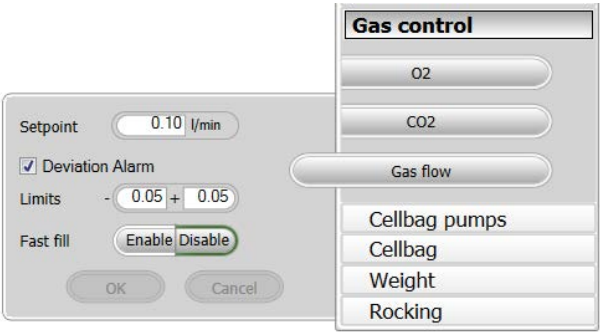 Setpoint 0.10 l/min
Deviation Alarm
Limits - 0.05 + 0.05
Fast fill Enable Disable
OK Cancel
Gas control
O2
CO2
Gas flow
Cellbag pumps
Cellbag
Weight
Rocking